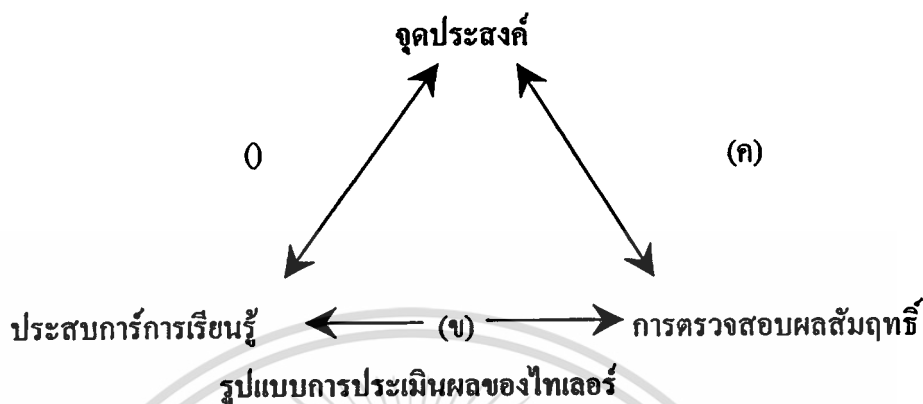 จุดประสงค์
() (ค)
ประสบการ์การเรียนรู้ (ข) การตรวจสอบผลสัมฤทธิ์
รูปแบบการประเมินผลของไทเลอร์